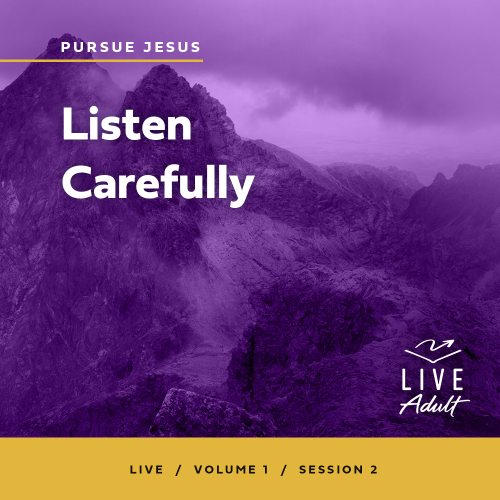 PURSUE JESUS
Listen
Carefully
LIVE
Adult
LIVE / VOLUME 1 / SESSION 2